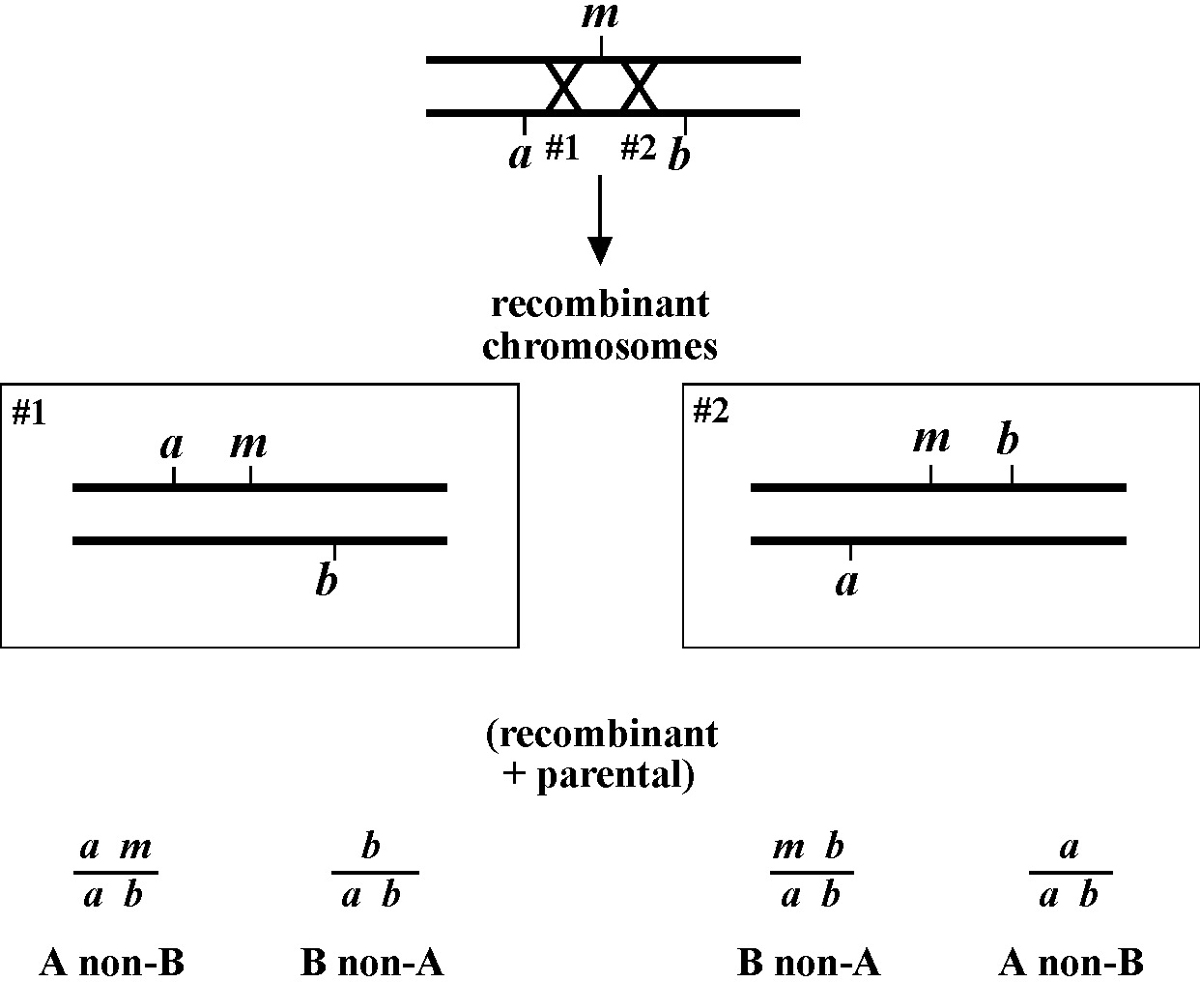 m
a #1 #2 b
recombinant
chromosomes
#1
a m
b
#2
m b
a
(recombinant
+ parental)
a m b m b a
a b a b a b a b
A non-B B non-A B non-A A non-B